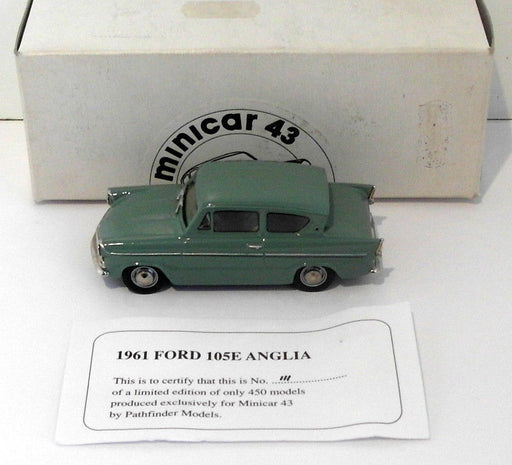 minicar 43
1961 FORD 105E ANGLIA
This is to certify that this is No. ...111......................
of a limited edition of only 450 models
produced exclusively for Minicar 43
by Pathfinder Models.